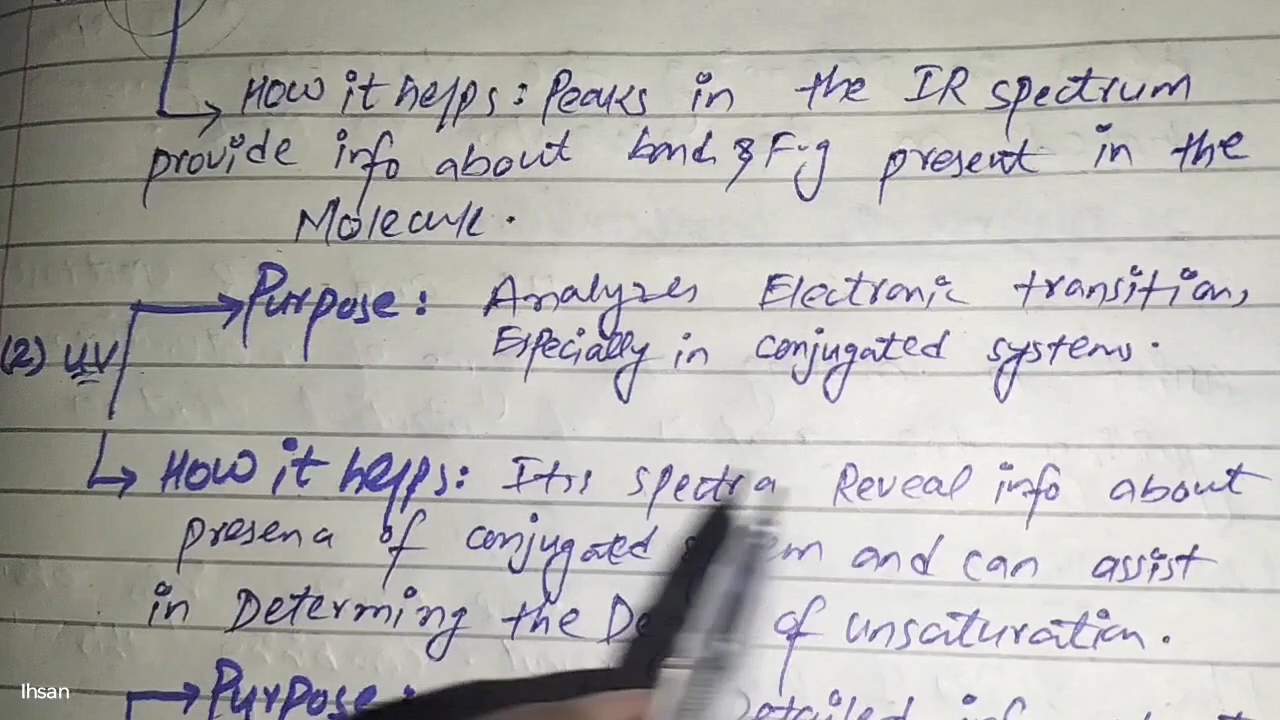 How it helps: Peaks in the IR spectrum
provide info about bond & F.g present in the
Molecule.
Purpose: Analyzes Electronic transition,
(2) UV
Especially in conjugated systems.
How it helps: Its spectra Reveal info about
presence of conjugated and can assist
in Determing the of unsaturation.
Purpose:
Ihsan